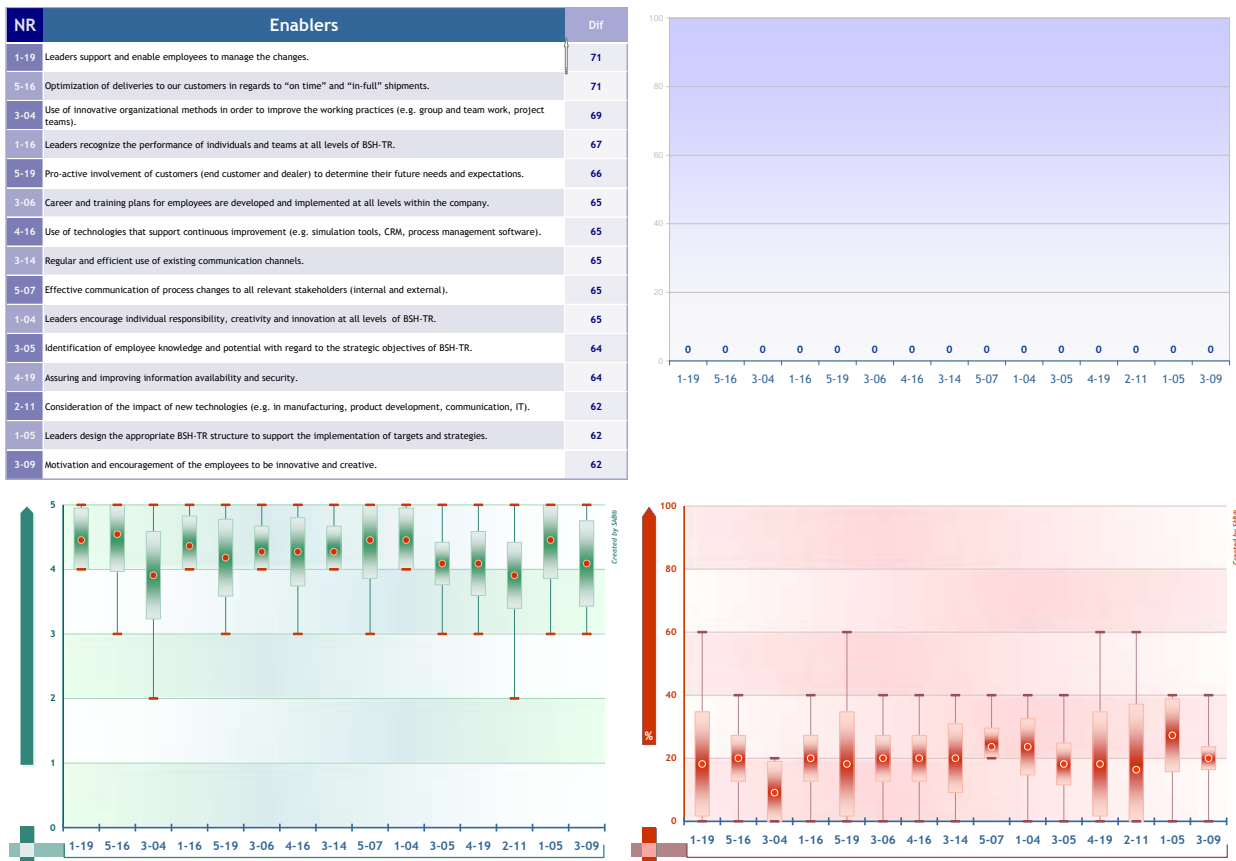 NR Enablers Dif
1-19 Leaders support and enable employees to manage the changes. 71
5-16 Optimization of deliveries to our customers in regards to “on time” and “in-full” shipments. 71
3-04 Use of innovative organizational methods in order to improve the working practices (e.g. group and team work, project
teams). 69
1-16 Leaders recognize the performance of individuals and teams at all levels of BSH-TR. 67
5-19 Pro-active involvement of customers (end customer and dealer) to determine their future needs and expectations. 66
3-06 Career and training plans for employees are developed and implemented at all levels within the company. 65
4-16 Use of technologies that support continuous improvement (e.g. simulation tools, CRM, process management software). 65
3-14 Regular and efficient use of existing communication channels. 65
5-07 Effective communication of process changes to all relevant stakeholders (internal and external). 65
1-04 Leaders encourage individual responsibility, creativity and innovation at all levels of BSH-TR. 65
3-05 Identification of employee knowledge and potential with regard to the strategic objectives of BSH-TR. 64
4-19 Assuring and improving information availability and security. 64
2-11 Consideration of the impact of new technologies (e.g. in manufacturing, product development, communication, IT). 62
1-05 Leaders design the appropriate BSH-TR structure to support the implementation of targets and strategies. 62
3-09 Motivation and encouragement of the employees to be innovative and creative. 62
100
80
60
40
20
0
0 0 0 0 0 0 0 0 0 0 0 0 0 0 0
1-19 5-16 3-04 1-16 5-19 3-06 4-16 3-14 5-07 1-04 3-05 4-19 2-11 1-05 3-09
5
4
3
2
1
0
Created by SAB®
1-19 5-16 3-04 1-16 5-19 3-06 4-16 3-14 5-07 1-04 3-05 4-19 2-11 1-05 3-09
100
80
60
40
20
0
%
Created by SAB®
1-19 5-16 3-04 1-16 5-19 3-06 4-16 3-14 5-07 1-04 3-05 4-19 2-11 1-05 3-09